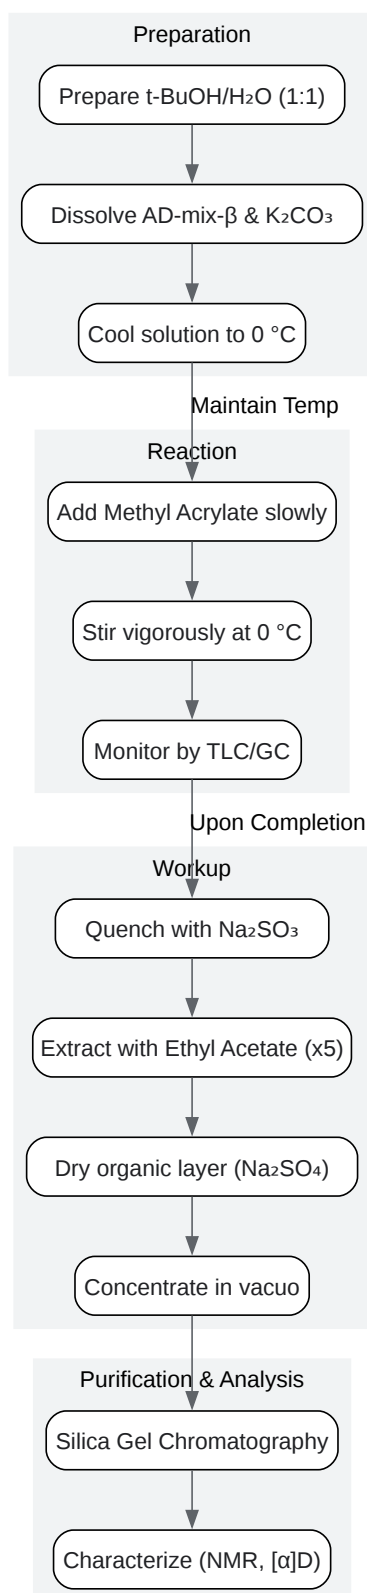 Preparation
Prepare t-BuOH/H₂O (1:1)
Dissolve AD-mix-β & K₂CO₃
Cool solution to 0 °C
Maintain Temp
Reaction
Add Methyl Acrylate slowly
Stir vigorously at 0 °C
Monitor by TLC/GC
Upon Completion
Workup
Quench with Na₂SO₃
Extract with Ethyl Acetate (x5)
Dry organic layer (Na₂SO₄)
Concentrate in vacuo
Purification & Analysis
Silica Gel Chromatography
Characterize (NMR, [α]D)